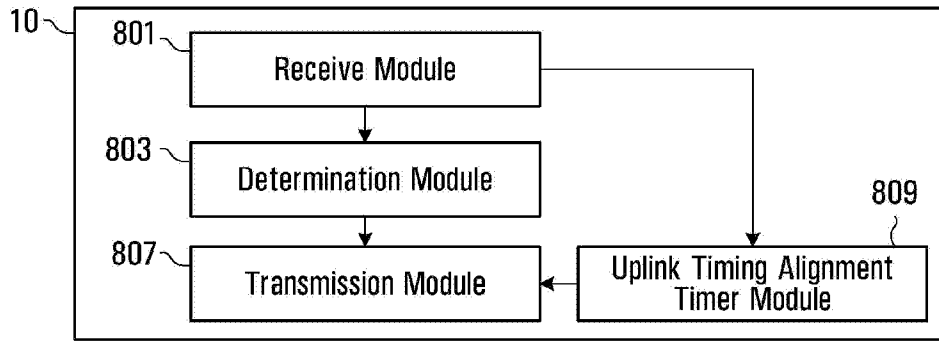 10
801
Receive Module
803
Determination Module
809
807
Transmission Module
Uplink Timing Alignment
Timer Module